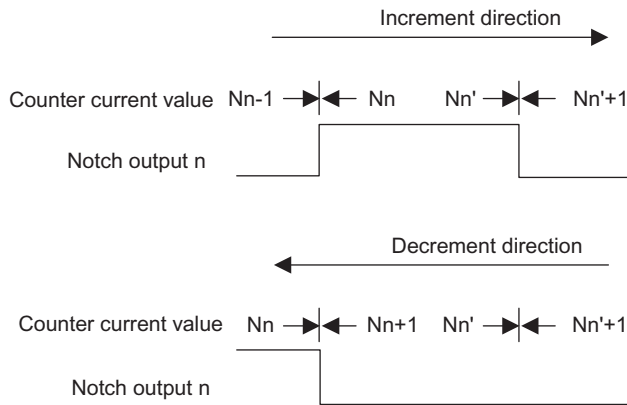 Increment direction
Counter current value Nn-1 Nn Nn' Nn'+1
Notch output n
Decrement direction
Counter current value Nn Nn+1 Nn' Nn'+1
Notch output n